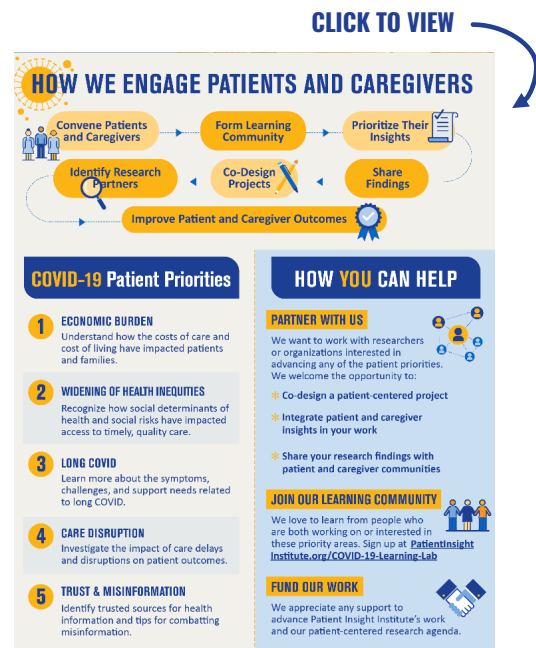 CLICK TO VIEW
HOW WE ENGAGE PATIENTS AND CAREGIVERS
Convene Patients
and Caregivers
Form Learning
Community
Prioritize Their
Insights
Share
Findings
Co-Design
Projects
Identify Research
Partners
Improve Patient and Caregiver Outcomes
COVID-19 Patient Priorities
1 ECONOMIC BURDEN
Understand how the costs of care and
cost of living have impacted patients
and families.
2 WIDENING OF HEALTH INEQUITIES
Recognize how social determinants of
health and social risks have impacted
access to timely, quality care.
3 LONG COVID
Learn more about the symptoms,
challenges, and support needs related
to long COVID.
4 CARE DISRUPTION
Investigate the impact of care delays
and disruptions on patient outcomes.
5 TRUST & MISINFORMATION
Identify trusted sources for health
information and tips for combatting
misinformation.
HOW YOU CAN HELP
PARTNER WITH US
We want to work with researchers
or organizations interested in
advancing any of the patient priorities.
We welcome the opportunity to:
* Co-design a patient-centered project
* Integrate patient and caregiver
insights in your work
* Share your research findings with
patient and caregiver communities
JOIN OUR LEARNING COMMUNITY
We love to learn from people who
are both working on or interested in
these priority areas. Sign up at PatientInsight
Institute.org/COVID-19-Learning-Lab
FUND OUR WORK
We appreciate any support to
advance Patient Insight Institute's work
and our patient-centered research agenda.